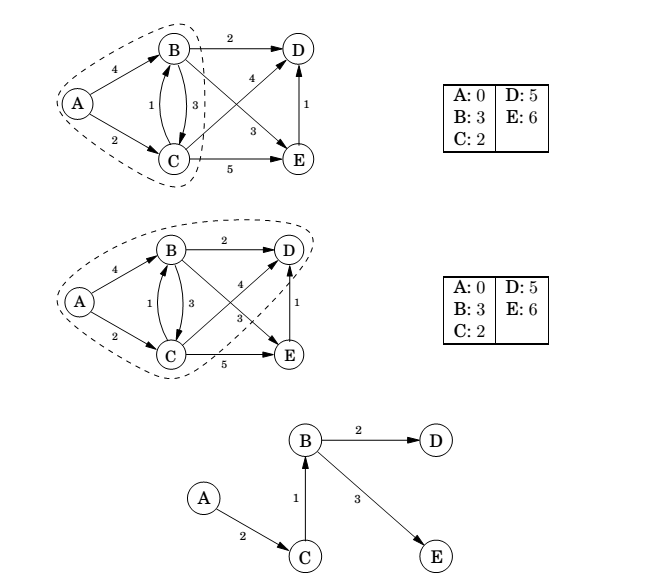 B 2 D
4 4
A 1 3 1
2 3
C 5 E
A: 0 D: 5
B: 3 E: 6
C: 2
B 2 D
4 4
A 1 3 1
2 3
C 5 E
A: 0 D: 5
B: 3 E: 6
C: 2
B 2 D
A 1 3
2
C E